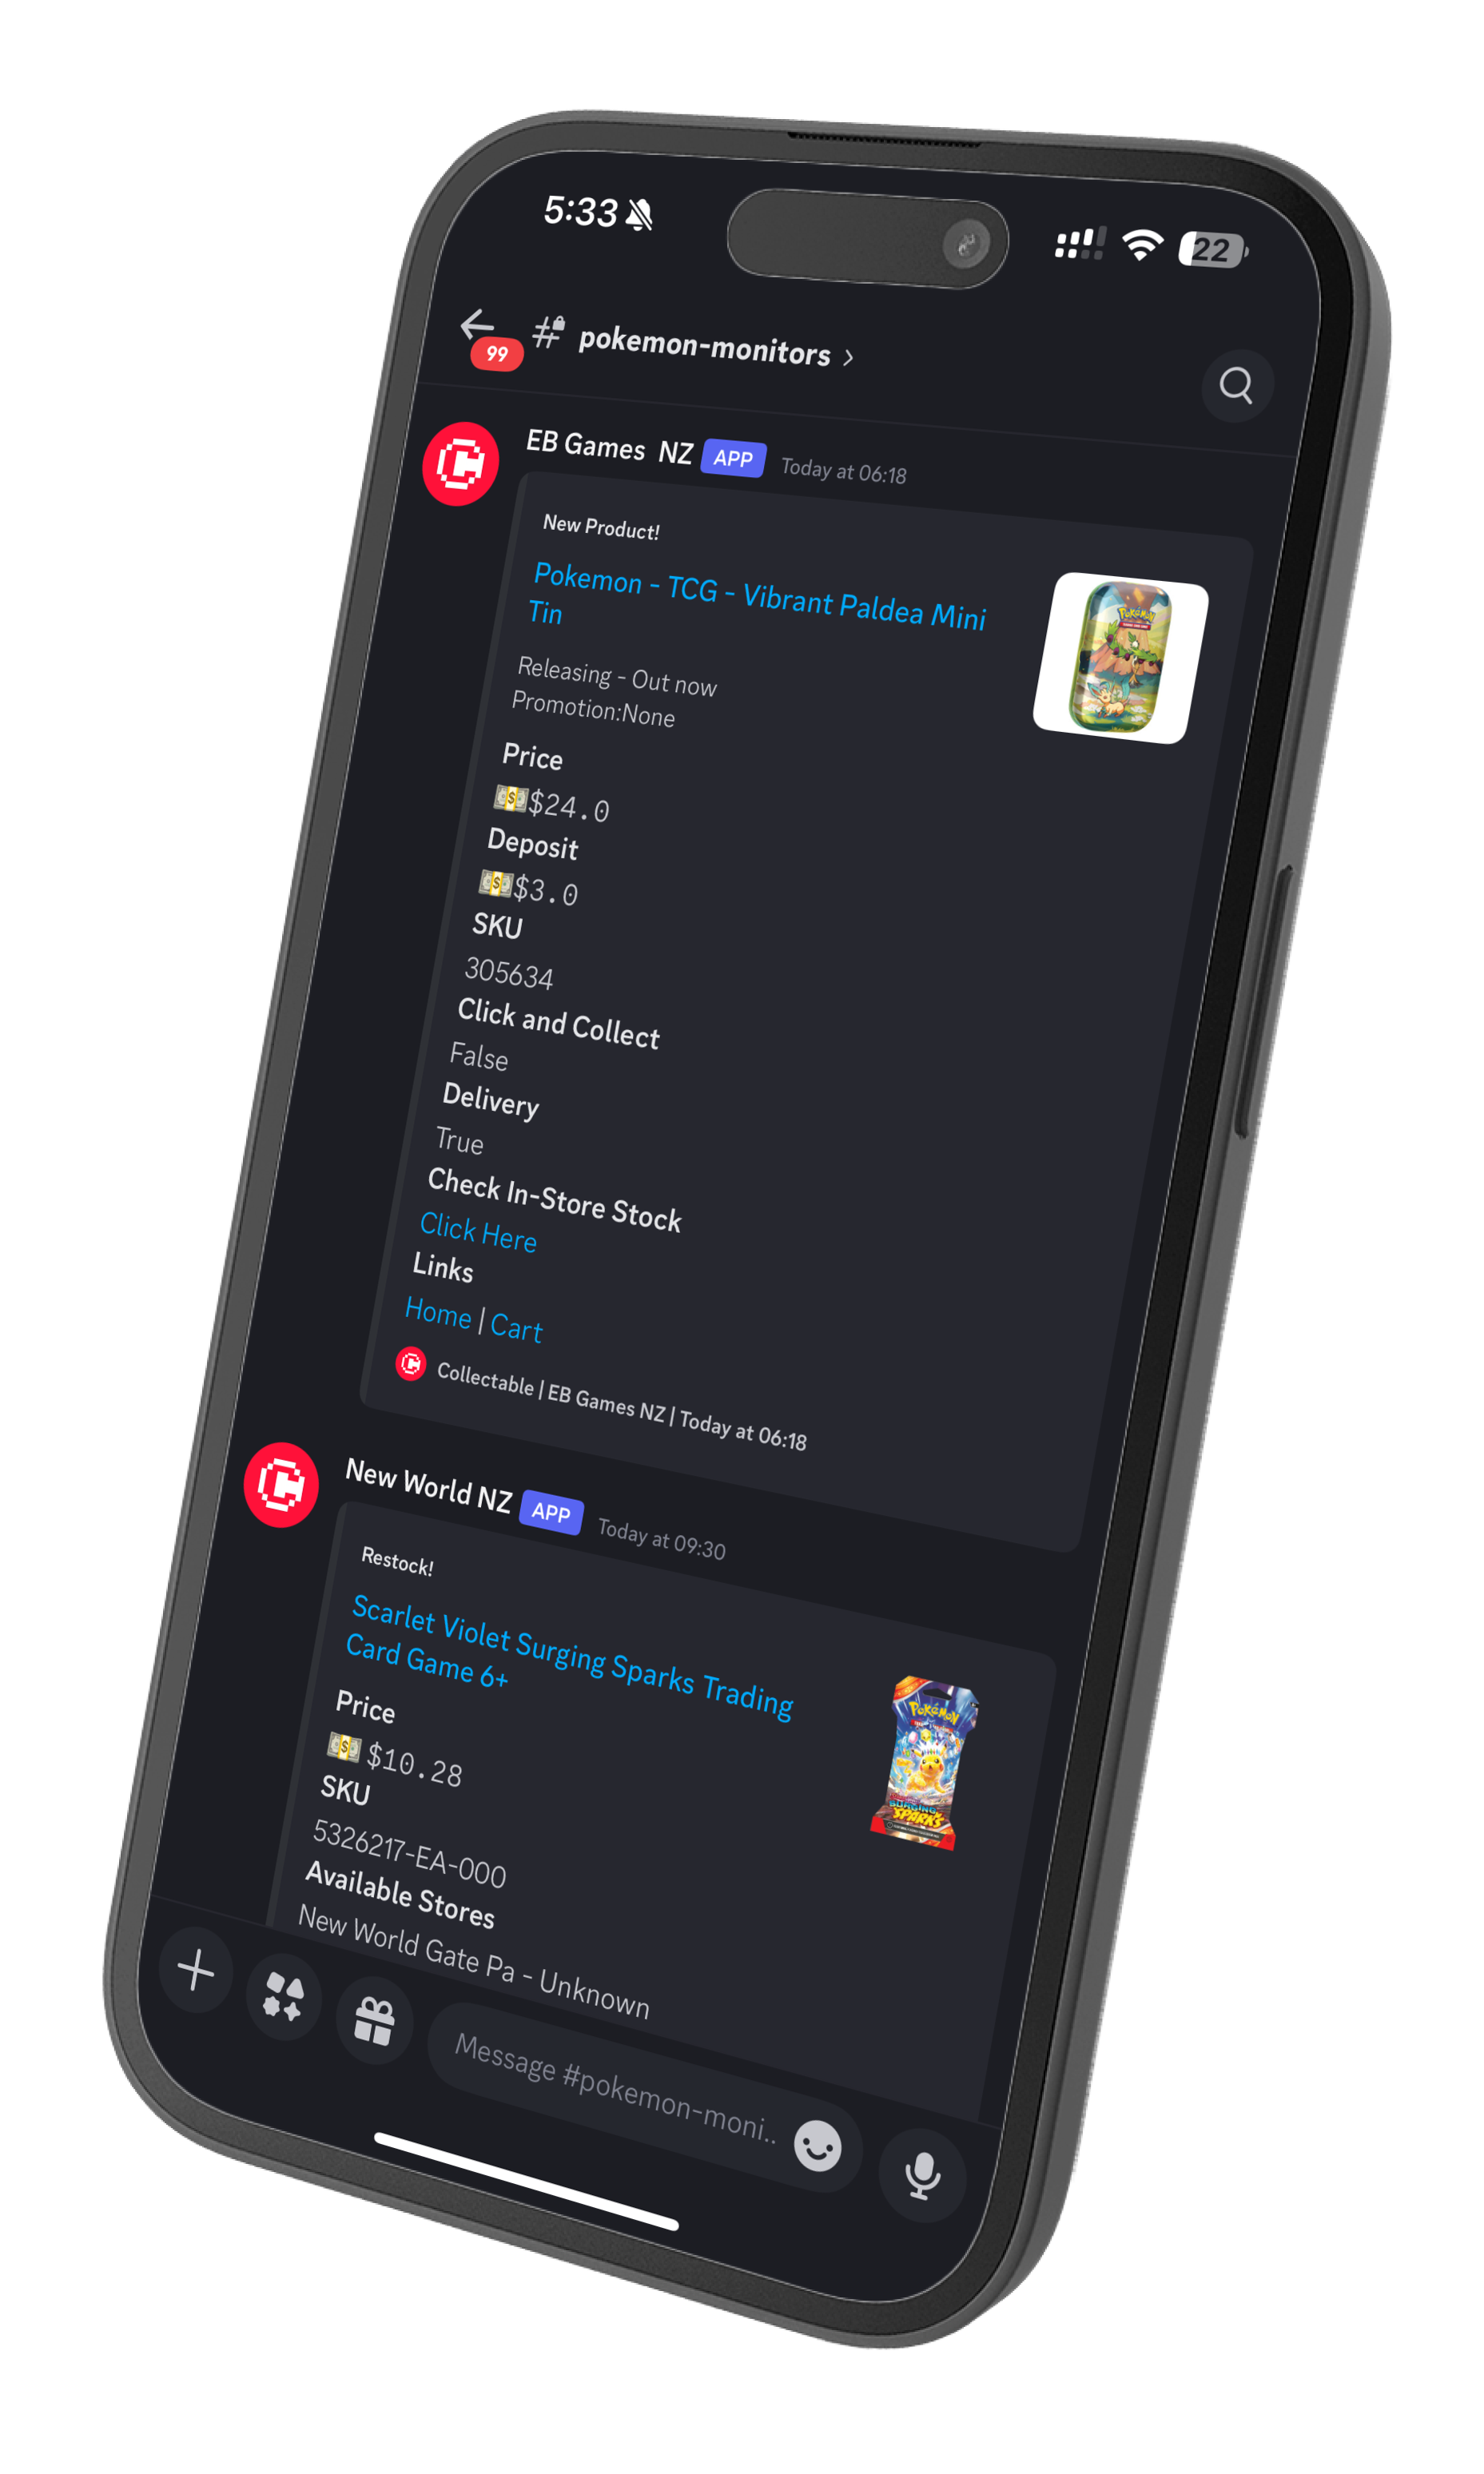 5:33
22
99
# pokemon-monitors >
EB Games NZ APP Today at 06:18
New Product!
Pokemon - TCG - Vibrant Paldea Mini
Tin
Releasing - Out now
Promotion:None
Price
💵$24.0
Deposit
💵$3.0
SKU
305634
Click and Collect
False
Delivery
True
Check In-Store Stock
Click Here
Links
Home | Cart
Collectable | EB Games NZ | Today at 06:18
New World NZ APP Today at 09:30
Restock!
Scarlet Violet Surging Sparks Trading
Card Game 6+
POKÉMON
SURGING
SPARKS
Price
💵 $10.28
SKU
5326217-EA-000
Available Stores
New World Gate Pa - Unknown
Message #pokemon-moni..